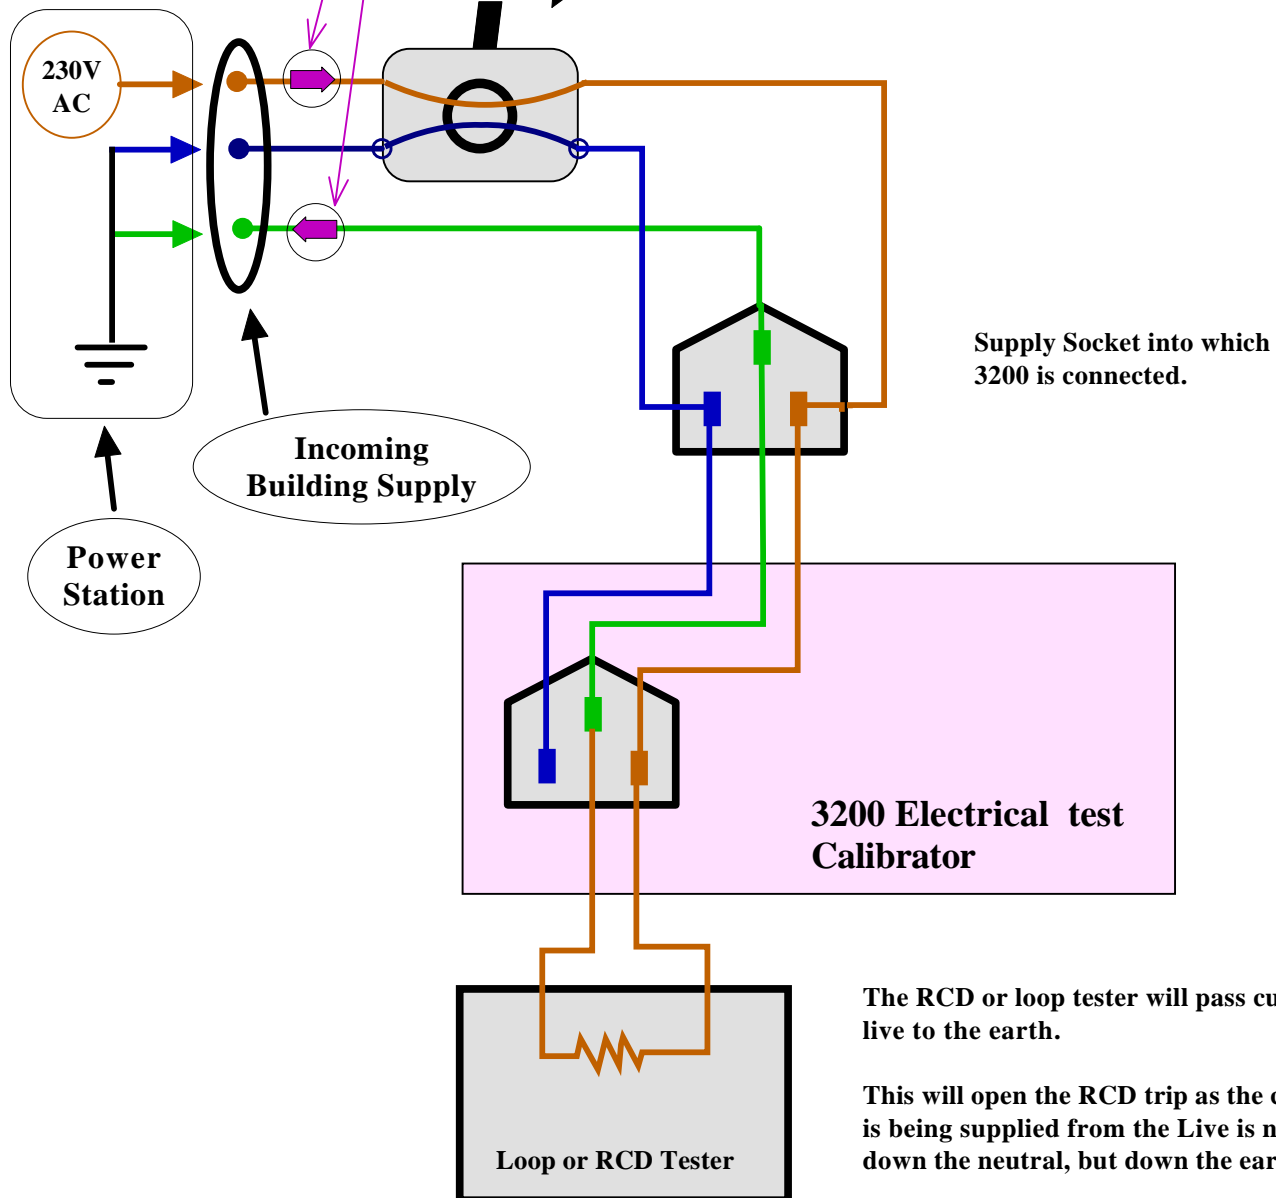 230V
AC
Supply Socket into which
3200 is connected.
Incoming
Building Supply
Power
Station
3200 Electrical test
Calibrator
The RCD or loop tester will pass
live to the earth.
This will open the RCD trip as the
is being supplied from the Live is
down the neutral, but down the
Loop or RCD Tester